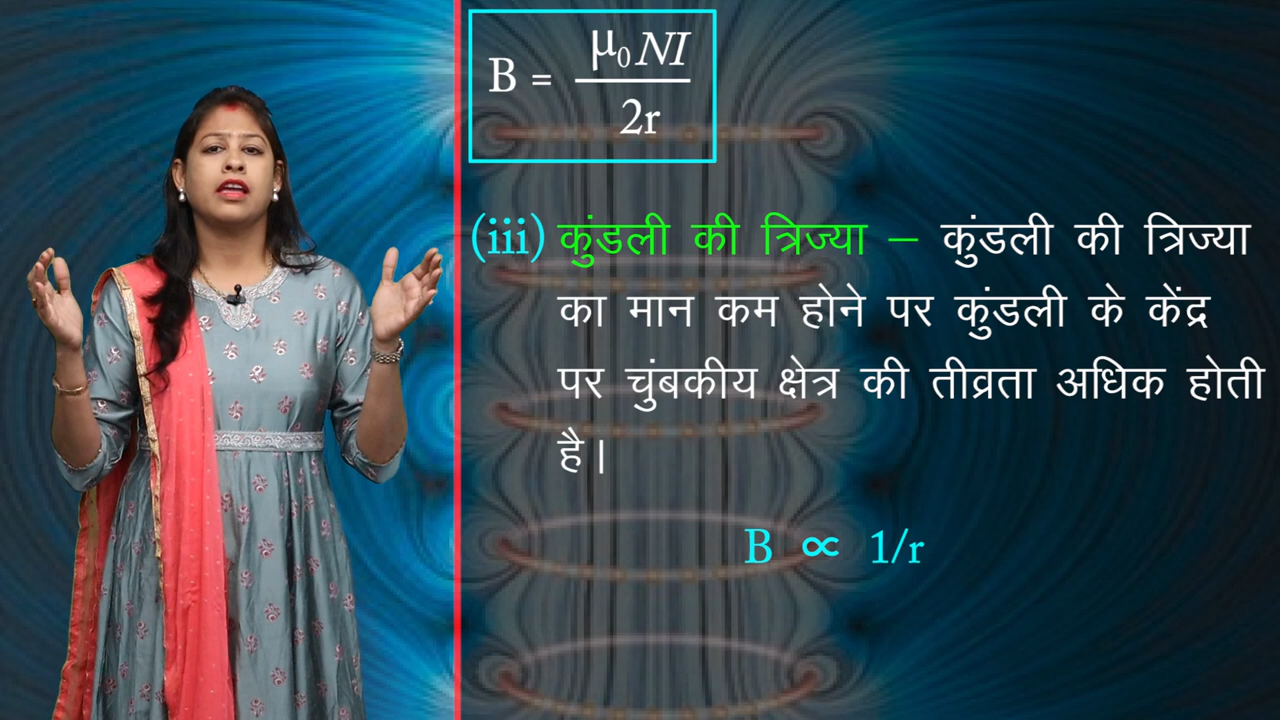 B = μ₀NI / 2r
(iii) कुंडली की त्रिज्या – कुंडली की त्रिज्या
का मान कम होने पर कुंडली के केंद्र
पर चुंबकीय क्षेत्र की तीव्रता अधिक होती
है।
B ∝ 1/r